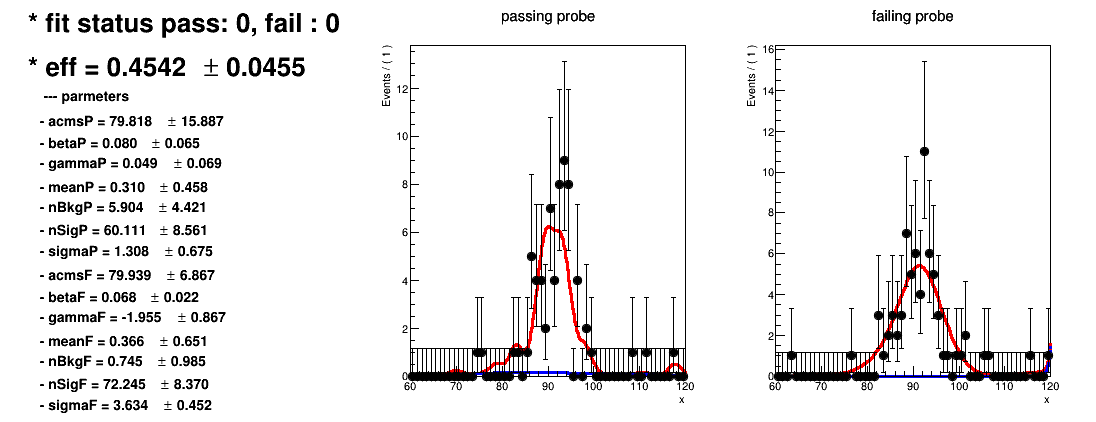 * fit status pass: 0, fail : 0
* eff = 0.4542 ± 0.0455
--- parmeters
- acmsP = 79.818 ± 15.887
- betaP = 0.080 ± 0.065
- gammaP = 0.049 ± 0.069
- meanP = 0.310 ± 0.458
- nBkgP = 5.904 ± 4.421
- nSigP = 60.111 ± 8.561
- sigmaP = 1.308 ± 0.675
- acmsF = 79.939 ± 6.867
- betaF = 0.068 ± 0.022
- gammaF = -1.955 ± 0.867
- meanF = 0.366 ± 0.651
- nBkgF = 0.745 ± 0.985
- nSigF = 72.245 ± 8.370
- sigmaF = 3.634 ± 0.452
passing probe
Events / ( 1 )
12
10
8
6
4
2
0
60 70 80 90 100 110 120
x
failing probe
Events / ( 1 )
16
14
12
10
8
6
4
2
0
60 70 80 90 100 110 120
x